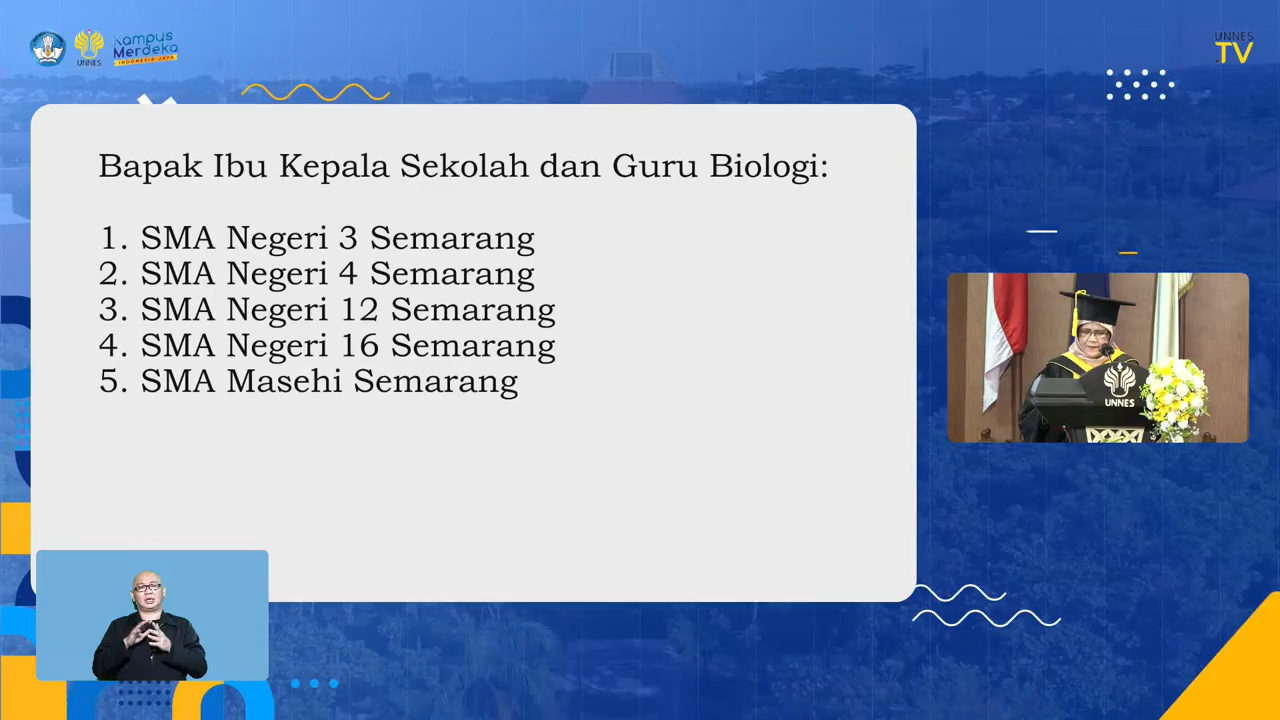 UNNES
Kampus
Merdeka
INDONESIA JAYA
UNNES
TV
Bapak Ibu Kepala Sekolah dan Guru Biologi:
1. SMA Negeri 3 Semarang
2. SMA Negeri 4 Semarang
3. SMA Negeri 12 Semarang
4. SMA Negeri 16 Semarang
5. SMA Masehi Semarang
UNNES